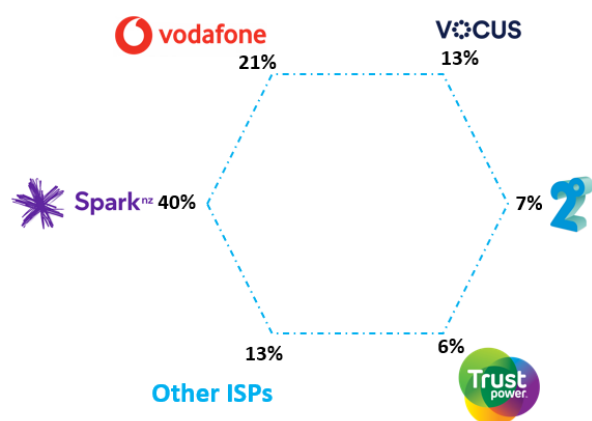 vodafone
VOCUS
21%
13%
Spark nz 40%
7% 2°
13%
6%
Other ISPs
Trust
power.